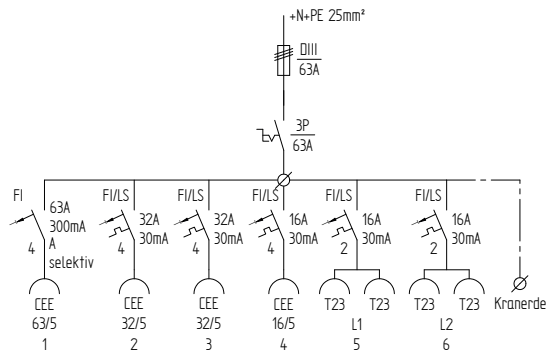 +N+PE 25mm²
DIII
63A
3P
63A
FI
63A
300mA
A
selektiv
4
CEE
63/5
1
FI/LS
32A
30mA
4
CEE
32/5
2
FI/LS
32A
30mA
4
CEE
32/5
3
FI/LS
16A
30mA
4
CEE
16/5
4
FI/LS
16A
30mA
2
T23 T23
L1
5
FI/LS
16A
30mA
2
T23 T23
L2
6
Kranerde